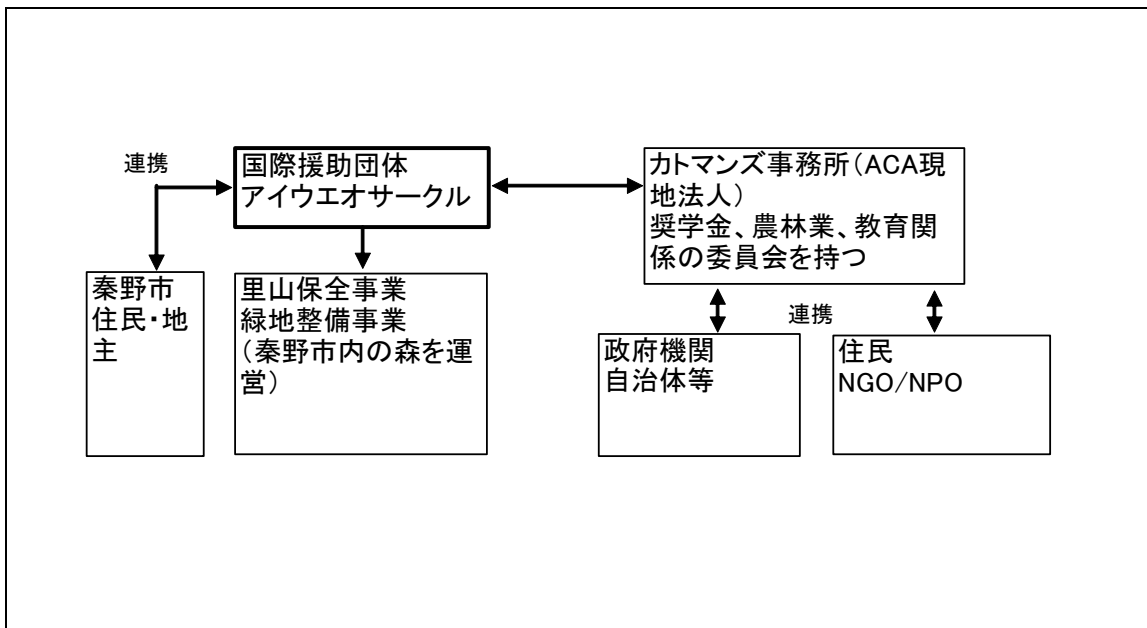 連携
国際援助団体
アイウエオサークル
カトマンズ事務所（ACA現
地法人）
奨学金、農林業、教育関
係の委員会を持つ
秦野市
住民・地
主
里山保全事業
緑地整備事業
（秦野市内の森を運
営）
連携
政府機関
自治体等
住民
NGO/NPO